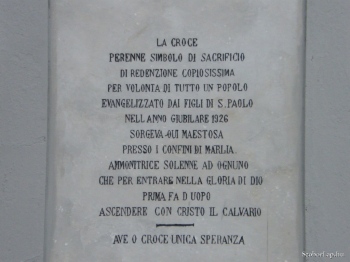 LA CROCE
PERENNE SIMBOLO DI SACRIFICIO
DI REDENZIONE COPIOSISSIMA
PER VOLONTA DI TUTTO UN POPOLO
EVANGELIZZATO DAI FIGLI DI S. PAOLO
NELL'ANNO GIUBILARE 1926
SORGEVA QUI MAESTOSA
PRESSO I CONFINI DI MARLIA
AMMONITRICE SOLENNE AD OGNUNO
CHE PER ENTRARE NELLA GLORIA DI DIO
PRIMA FA D UOPO
ASCENDERE CON CRISTO IL CALVARIO
AVE O CROCE UNICA SPERANZA